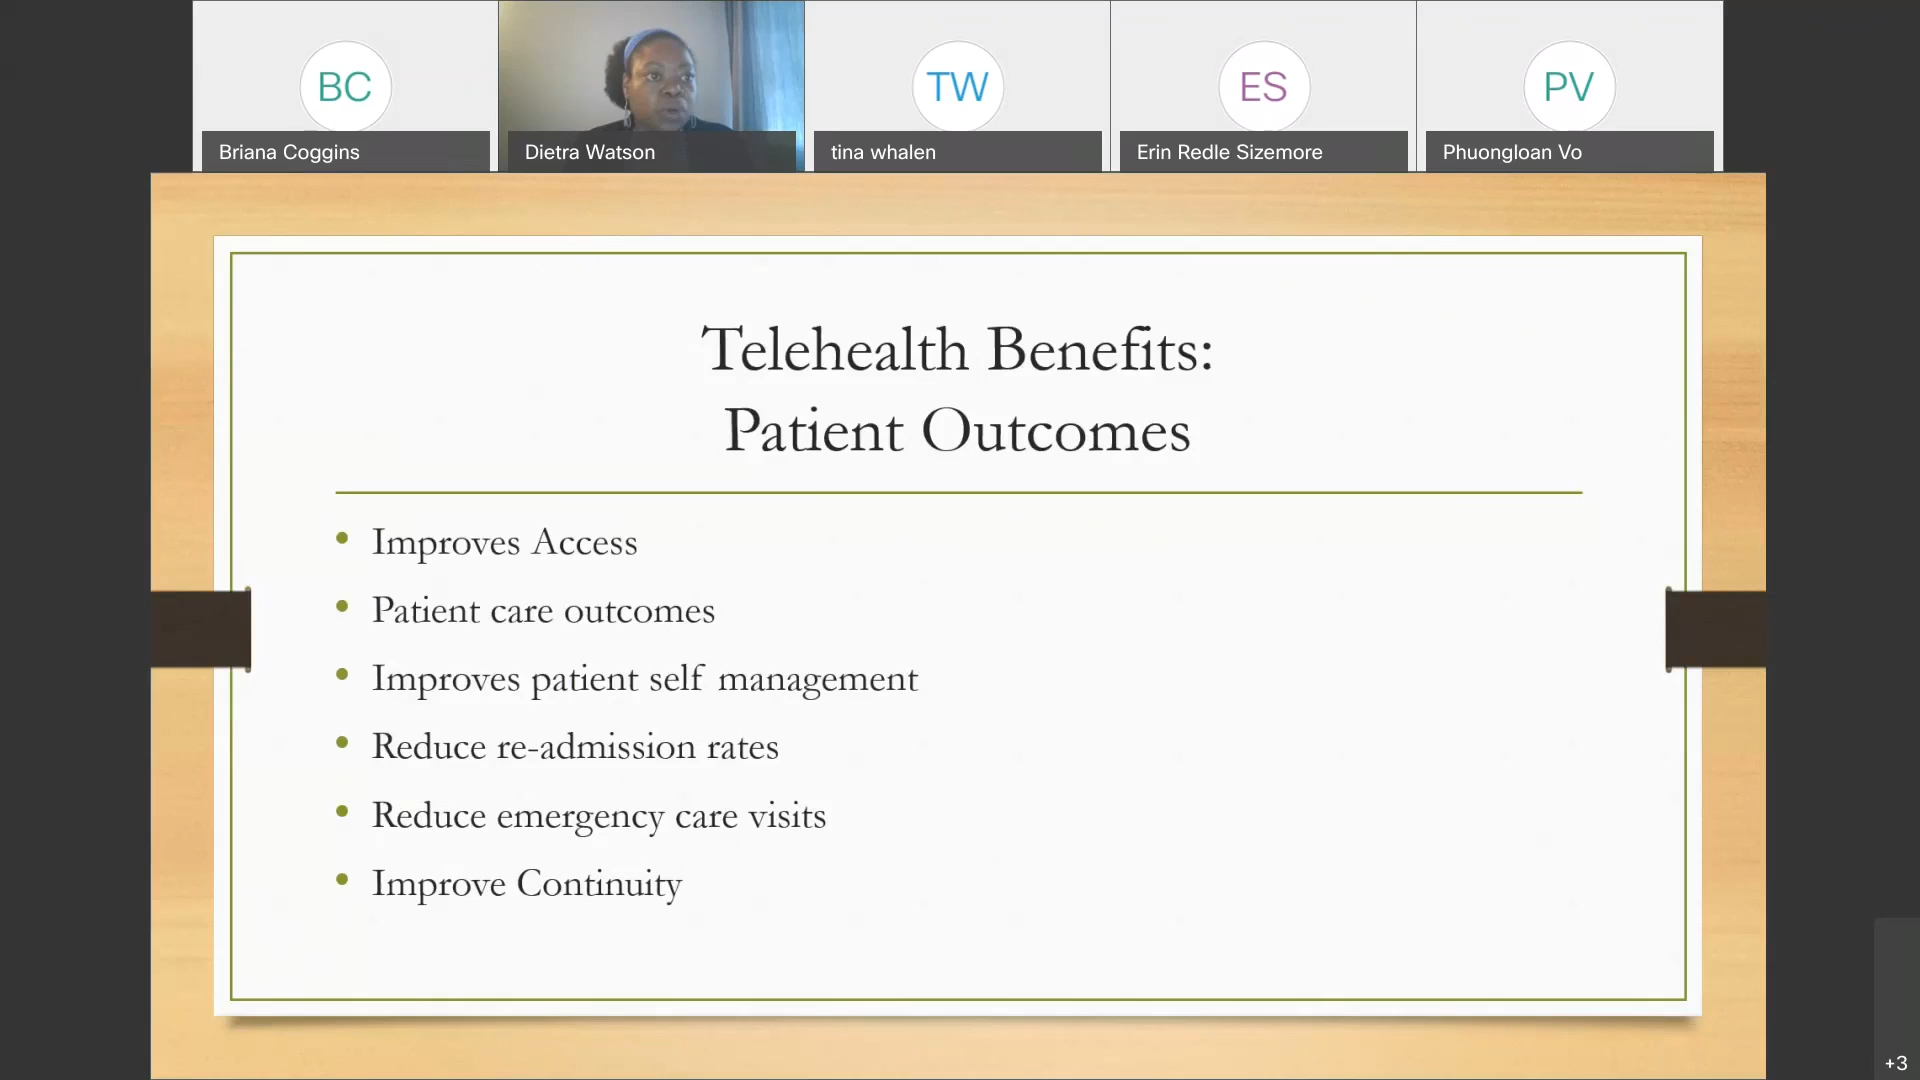 BC
Briana Coggins
Dietra Watson
TW
tina whalen
ES
Erin Redle Sizemore
PV
Phuongloan Vo
Telehealth Benefits:
Patient Outcomes
• Improves Access
• Patient care outcomes
• Improves patient self management
• Reduce re-admission rates
• Reduce emergency care visits
• Improve Continuity
+3